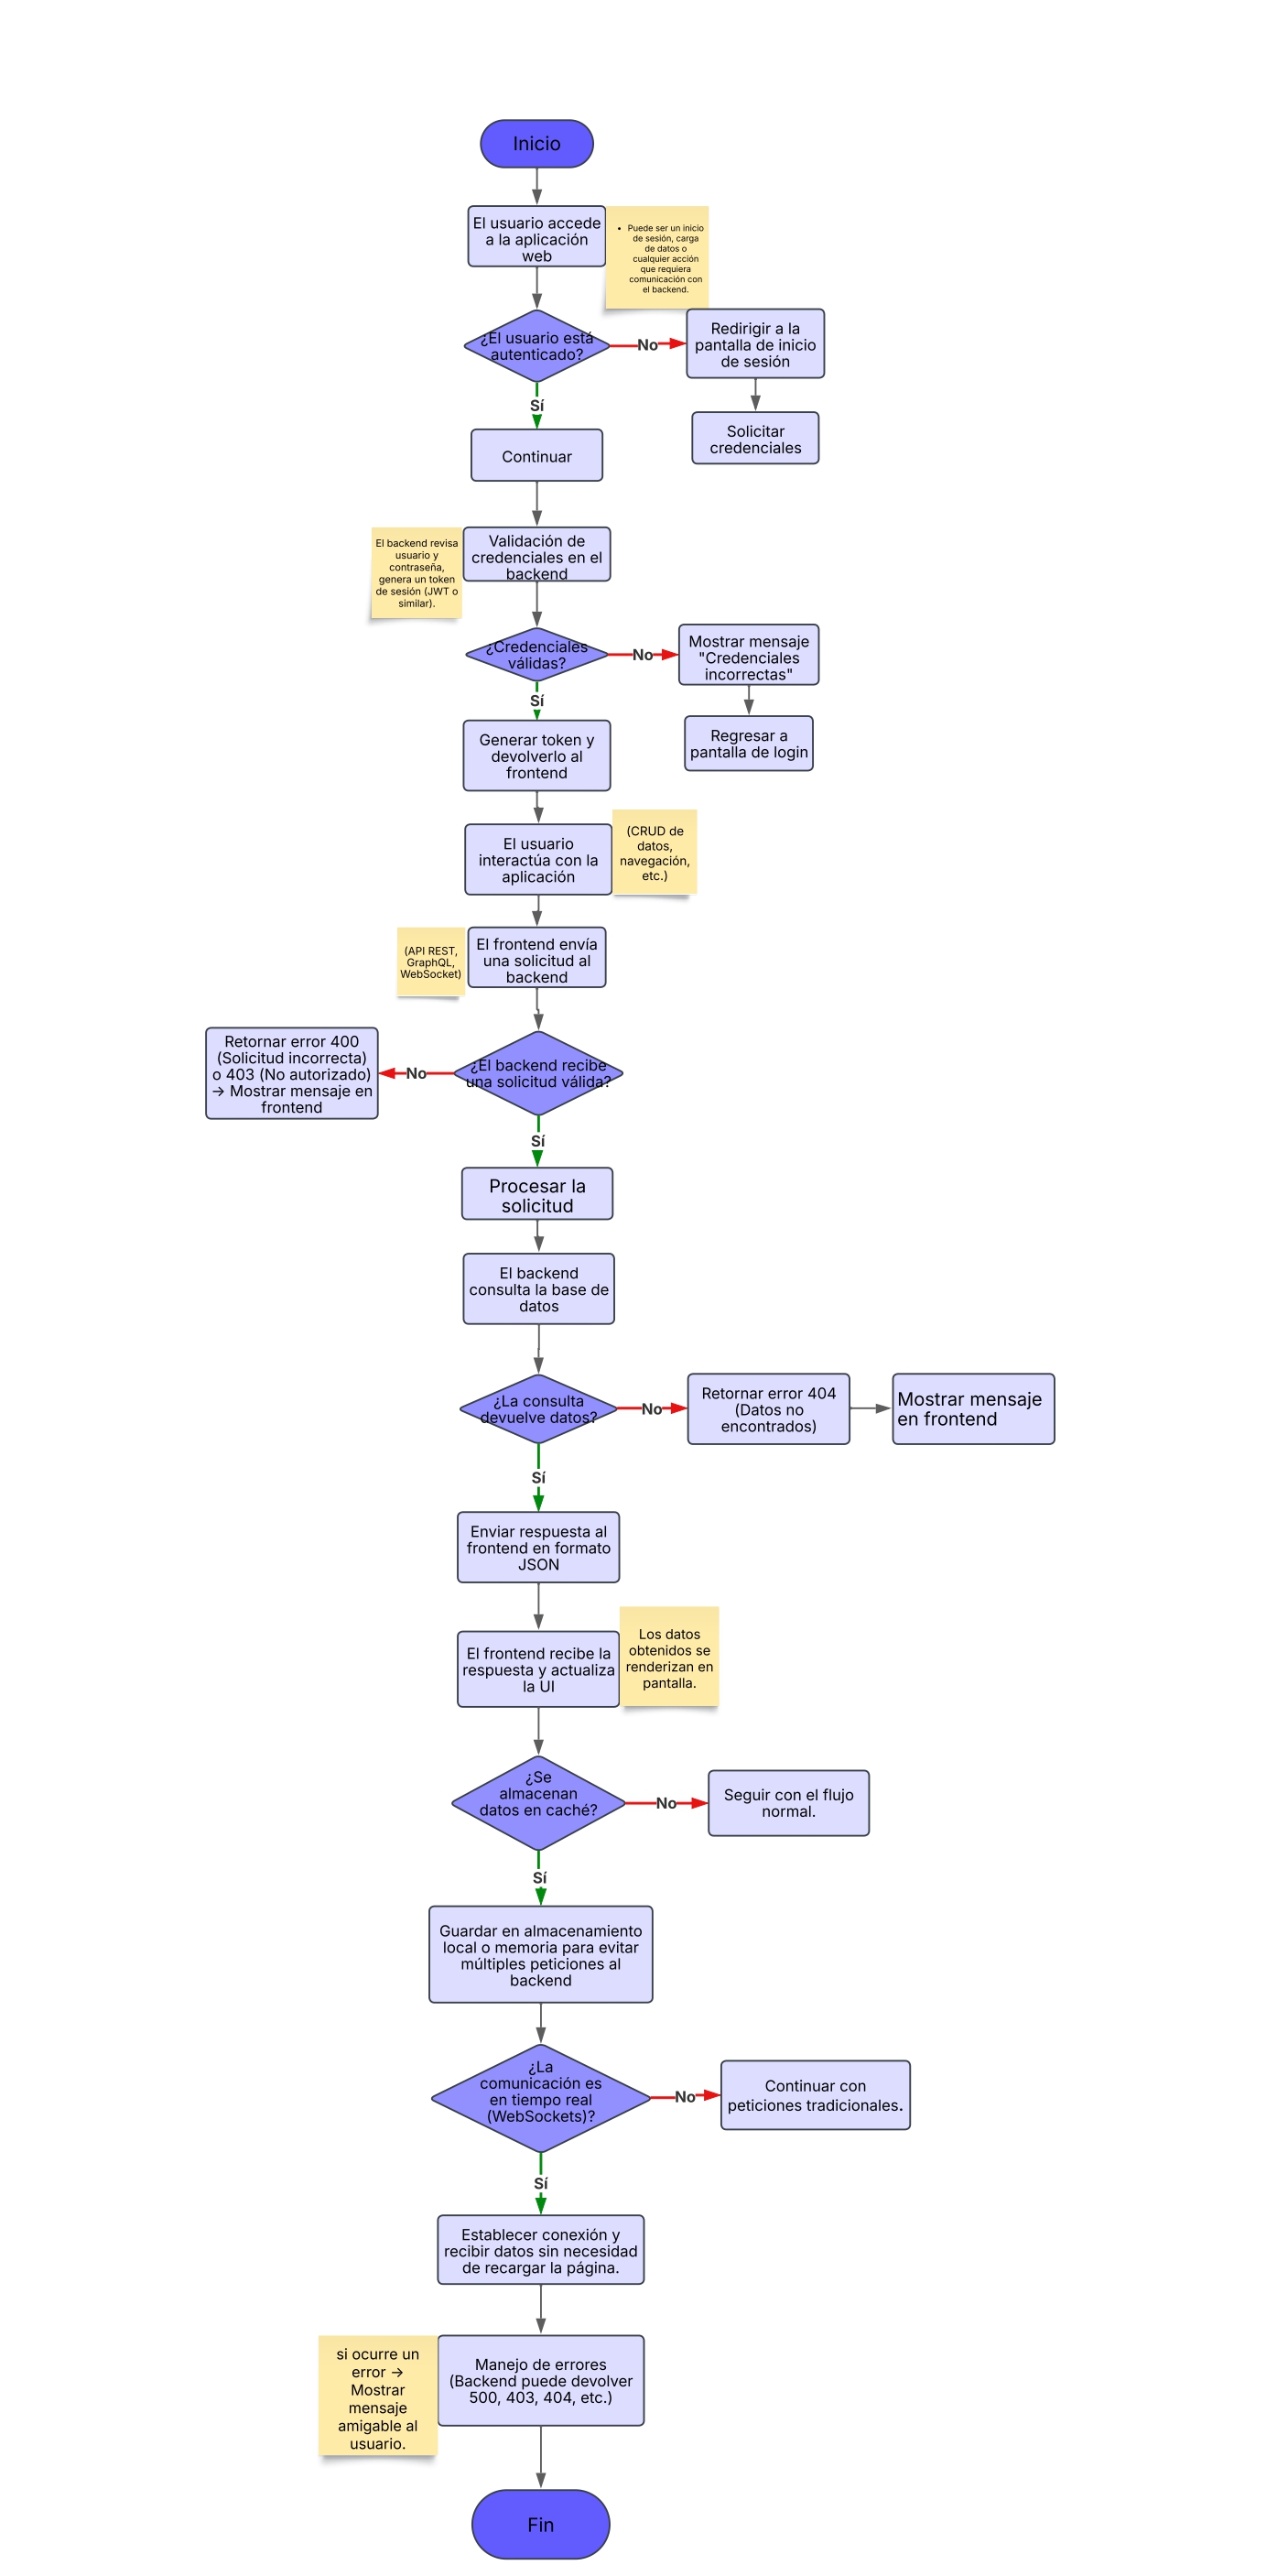 Inicio
El usuario accede
a la aplicación
web
• Puede ser un inicio
de sesión, carga
de datos o
cualquier acción
que requiera
comunicación con
el backend.
¿El usuario está
autenticado?
No
Redirigir a la
pantalla de inicio
de sesión
Sí
Solicitar
credenciales
Continuar
El backend revisa
usuario y
contraseña,
genera un token
de sesión (JWT o
similar).
Validación de
credenciales en el
backend
¿Credenciales
válidas?
No
Mostrar mensaje
"Credenciales
incorrectas"
Sí
Regresar a
pantalla de login
Generar token y
devolverlo al
frontend
El usuario
interactúa con la
aplicación
(CRUD de
datos,
navegación,
etc.)
(API REST,
GraphQL,
WebSocket)
El frontend envía
una solicitud al
backend
Retornar error 400
(Solicitud incorrecta)
o 403 (No autorizado)
→ Mostrar mensaje en
frontend
No
¿El backend recibe
una solicitud válida?
Sí
Procesar la
solicitud
El backend
consulta la base de
datos
¿La consulta
devuelve datos?
No
Retornar error 404
(Datos no
encontrados)
Mostrar mensaje
en frontend
Sí
Enviar respuesta al
frontend en formato
JSON
El frontend recibe la
respuesta y actualiza
la UI
Los datos
obtenidos se
renderizan en
pantalla.
¿Se
almacenan
datos en caché?
No
Seguir con el flujo
normal.
Sí
Guardar en almacenamiento
local o memoria para evitar
múltiples peticiones al
backend
¿La
comunicación es
en tiempo real
(WebSockets)?
No
Continuar con
peticiones tradicionales.
Sí
Establecer conexión y
recibir datos sin necesidad
de recargar la página.
si ocurre un
error →
Mostrar
mensaje
amigable al
usuario.
Manejo de errores
(Backend puede devolver
500, 403, 404, etc.)
Fin